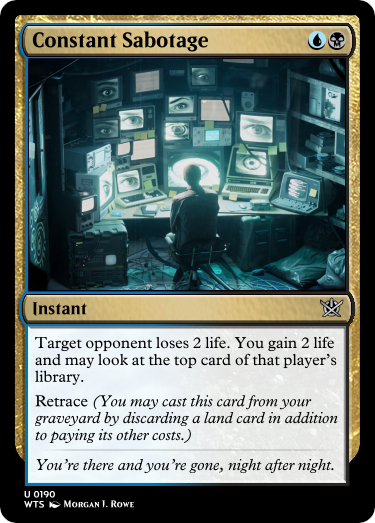 Constant Sabotage
Instant
Target opponent loses 2 life. You gain 2 life
and may look at the top card of that player's
library.
Retrace (You may cast this card from your
graveyard by discarding a land card in addition
to paying its other costs.)
You're there and you're gone, night after night.
U 0190
WTS Morgan J. Rowe